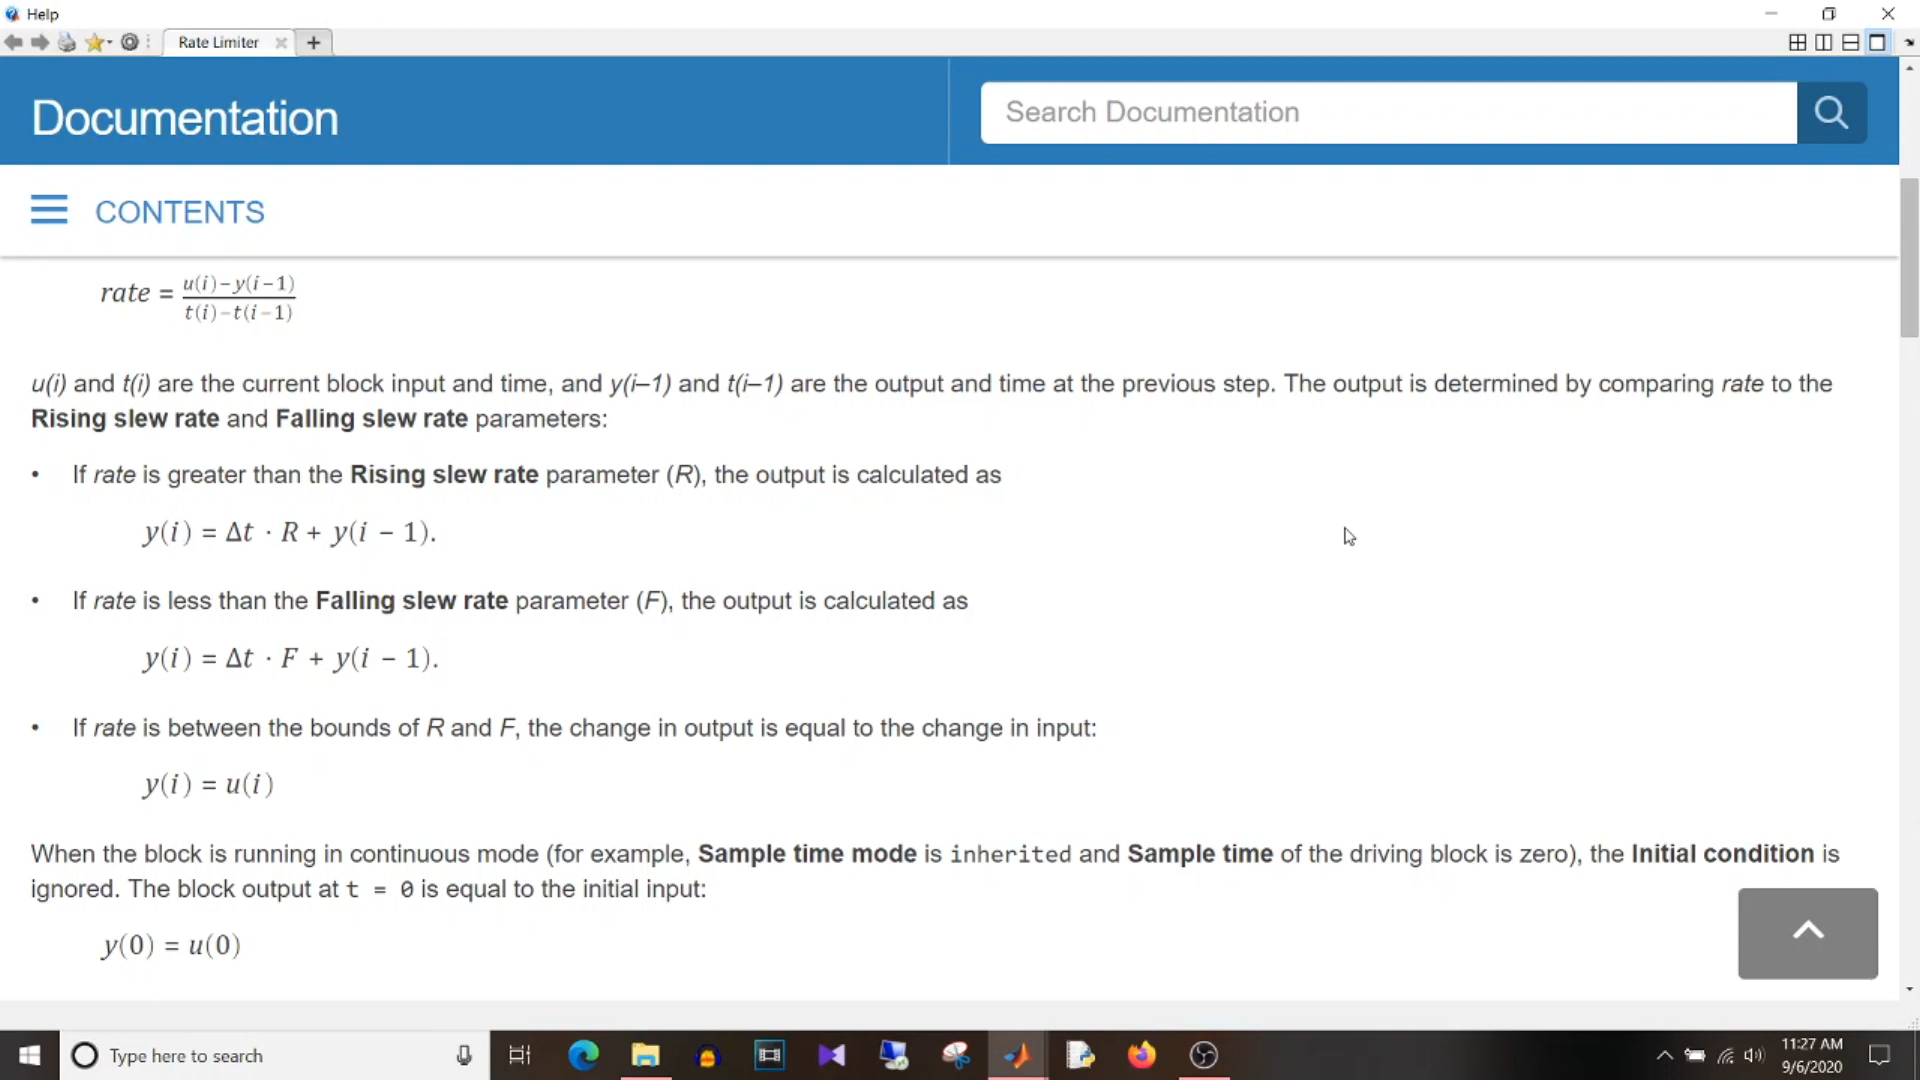 Help
Rate Limiter
Documentation
Search Documentation
CONTENTS
rate = u(i)−y(i−1) / t(i)−t(i−1)
u(i) and t(i) are the current block input and time, and y(i–1) and t(i–1) are the output and time at the previous step. The output is determined by comparing rate to the
Rising slew rate and Falling slew rate parameters:
• If rate is greater than the Rising slew rate parameter (R), the output is calculated as
y(i) = Δt · R + y(i − 1).
• If rate is less than the Falling slew rate parameter (F), the output is calculated as
y(i) = Δt · F + y(i − 1).
• If rate is between the bounds of R and F, the change in output is equal to the change in input:
y(i) = u(i)
When the block is running in continuous mode (for example, Sample time mode is inherited and Sample time of the driving block is zero), the Initial condition is
ignored. The block output at t = 0 is equal to the initial input:
y(0) = u(0)
Type here to search
11:27 AM
9/6/2020